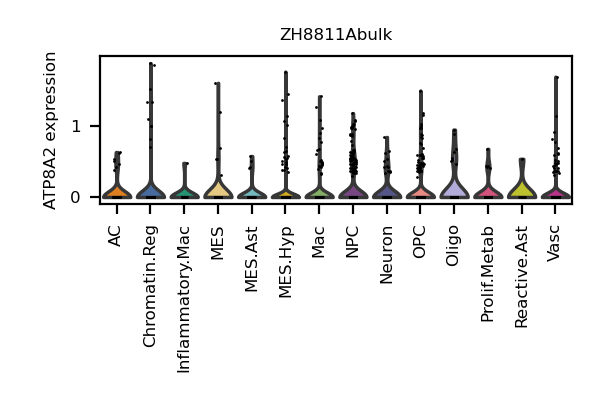 ZH8811Abulk
ATP8A2 expression
1
0
AC
Chromatin.Reg
Inflammatory.Mac
MES
MES.Ast
MES.Hyp
Mac
NPC
Neuron
OPC
Oligo
Prolif.Metab
Reactive.Ast
Vasc